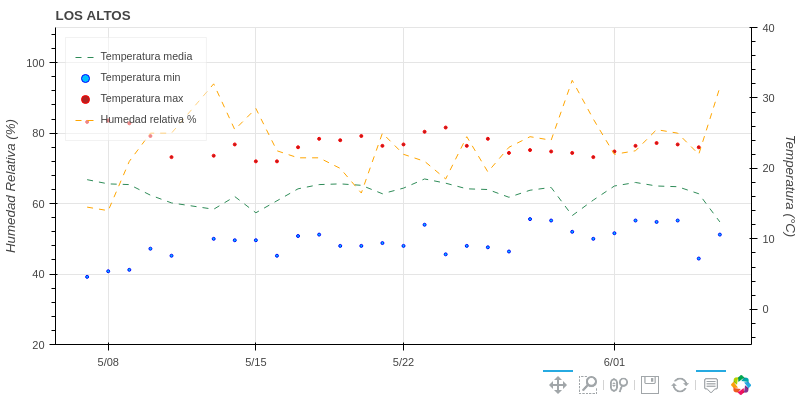 LOS ALTOS
Temperatura media
Temperatura min
Temperatura max
Humedad relativa %
Humedad Relativa (%)
100
80
60
40
20
40
30
20
10
0
Temperatura (°C)
5/08
5/15
5/22
6/01